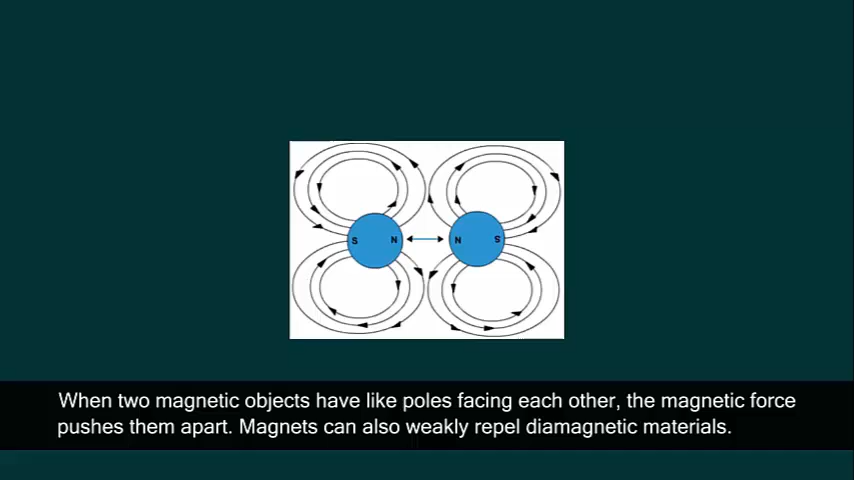 S N N S
When two magnetic objects have like poles facing each other, the magnetic force
pushes them apart. Magnets can also weakly repel diamagnetic materials.